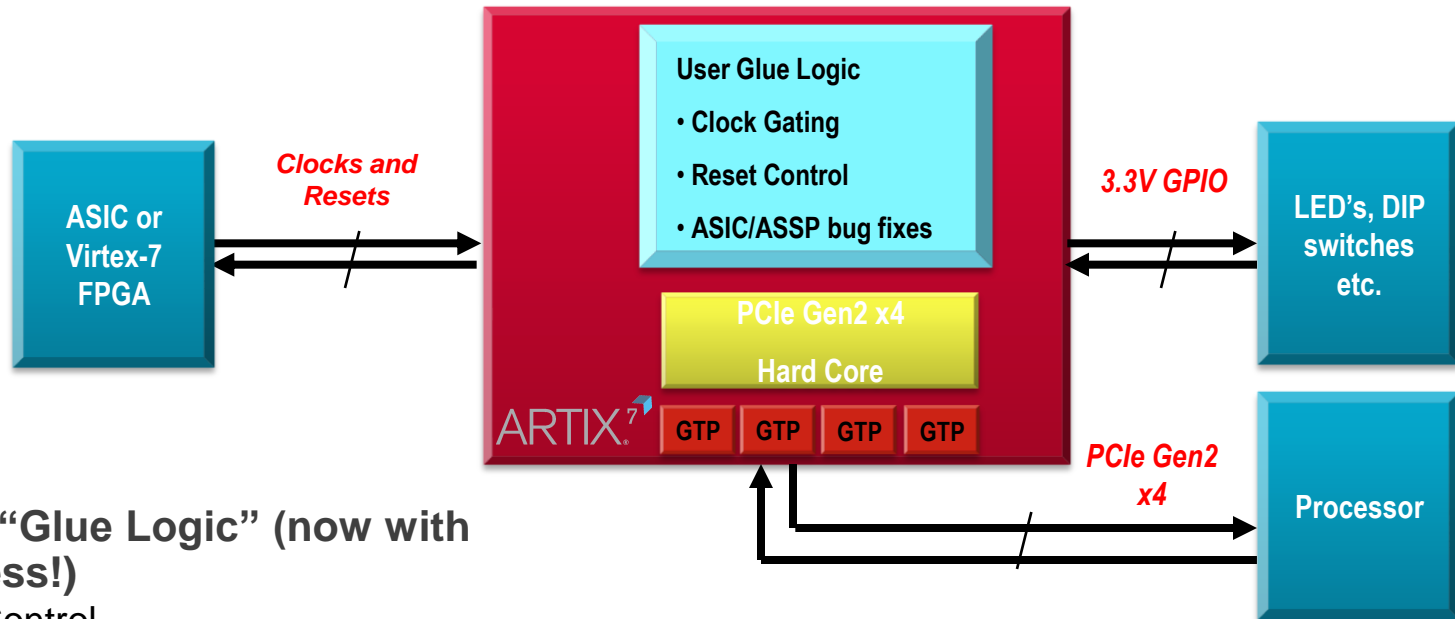 User Glue Logic
• Clock Gating
• Reset Control
• ASIC/ASSP bug fixes
Clocks and
Resets
ASIC or
Virtex-7
FPGA
3.3V GPIO
LED's, DIP
switches
etc.
PCIe Gen2 x4
Hard Core
ARTIX.7
GTP GTP GTP GTP
PCIe Gen2
x4
Processor
“Glue Logic” (now with
ess!)
Control